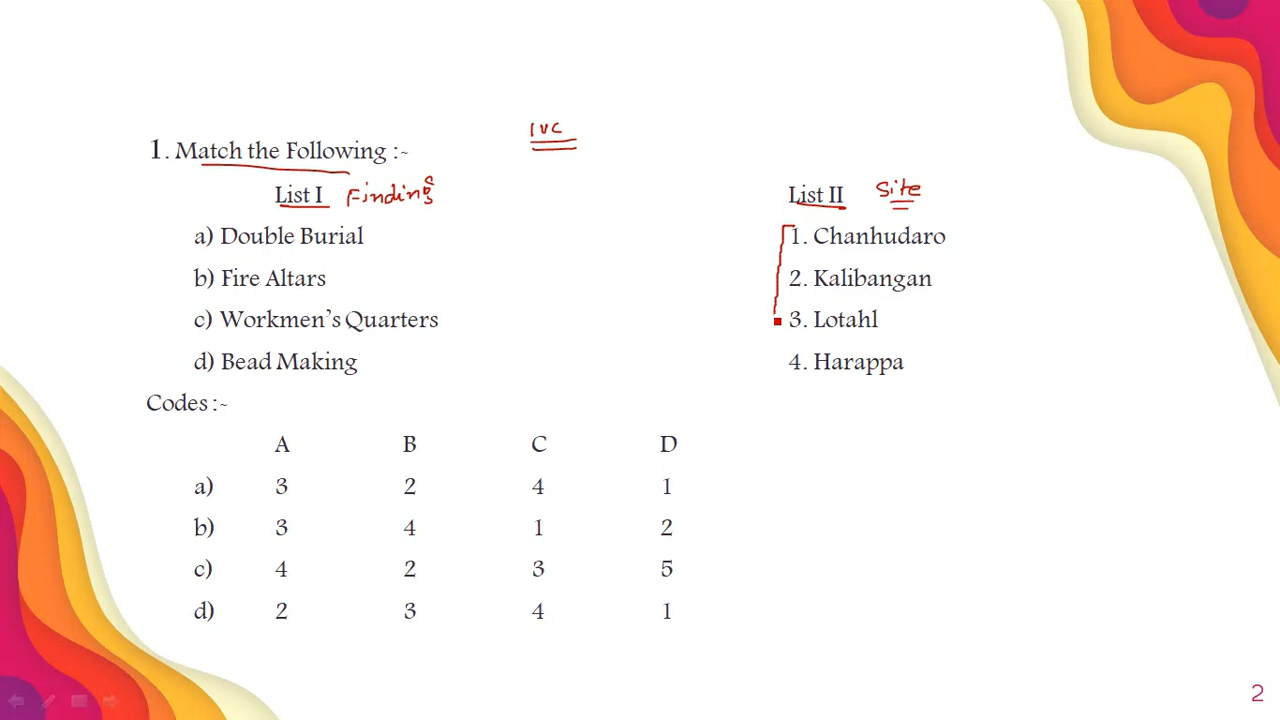 IVC
1. Match the Following :-
List I Findings List II Site
a) Double Burial 1. Chanhudaro
b) Fire Altars 2. Kalibangan
c) Workmen's Quarters 3. Lotahl
d) Bead Making 4. Harappa
Codes :-
A B C D
a) 3 2 4 1
b) 3 4 1 2
c) 4 2 3 5
d) 2 3 4 1
2